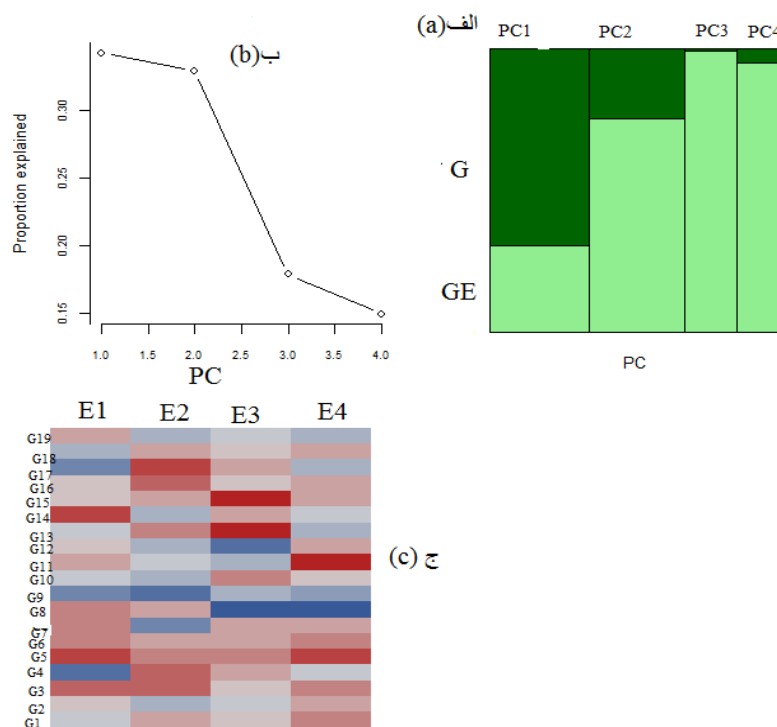 (a)الف
PC1 PC2 PC3 PC4
(b)ب
Proportion explained
0.30
0.25
0.20
0.15
1.0 1.5 2.0 2.5 3.0 3.5 4.0
PC
G
GE
PC
E1 E2 E3 E4
G19
G18
G17
G16
G15
G14
G13
G12
G11
G10
G9
G8
G7
G6
G5
G4
G3
G2
G1
(c) ج